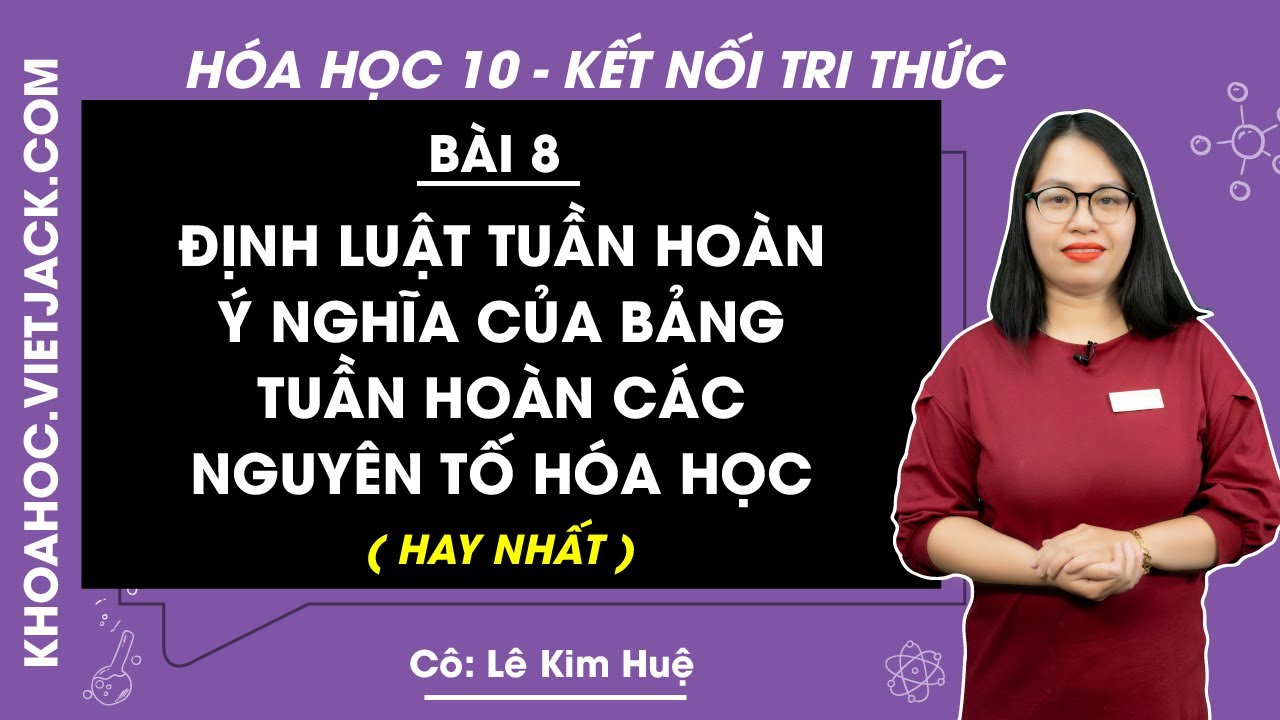 HÓA HỌC 10 - KẾT NỐI TRI THỨC
KHOAHOC.VIETJACK.COM
BÀI 8
ĐỊNH LUẬT TUẦN HOÀN
Ý NGHĨA CỦA BẢNG
TUẦN HOÀN CÁC
NGUYÊN TỐ HÓA HỌC
( HAY NHẤT )
Cô: Lê Kim Huệ